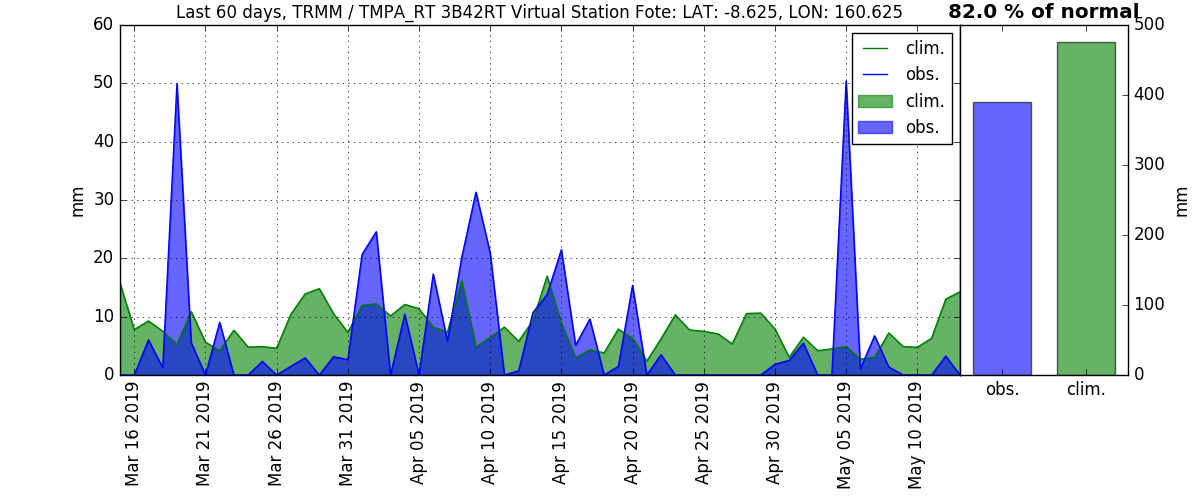 Last 60 days, TRMM / TMPA_RT 3B42RT Virtual Station Fote: LAT: -8.625, LON: 160.625
82.0 % of normal
60
50
40
30
20
10
0
mm
clim.
obs.
clim.
obs.
500
400
300
200
100
0
mm
obs.
clim.
Mar 16 2019
Mar 21 2019
Mar 26 2019
Mar 31 2019
Apr 05 2019
Apr 10 2019
Apr 15 2019
Apr 20 2019
Apr 25 2019
Apr 30 2019
May 05 2019
May 10 2019